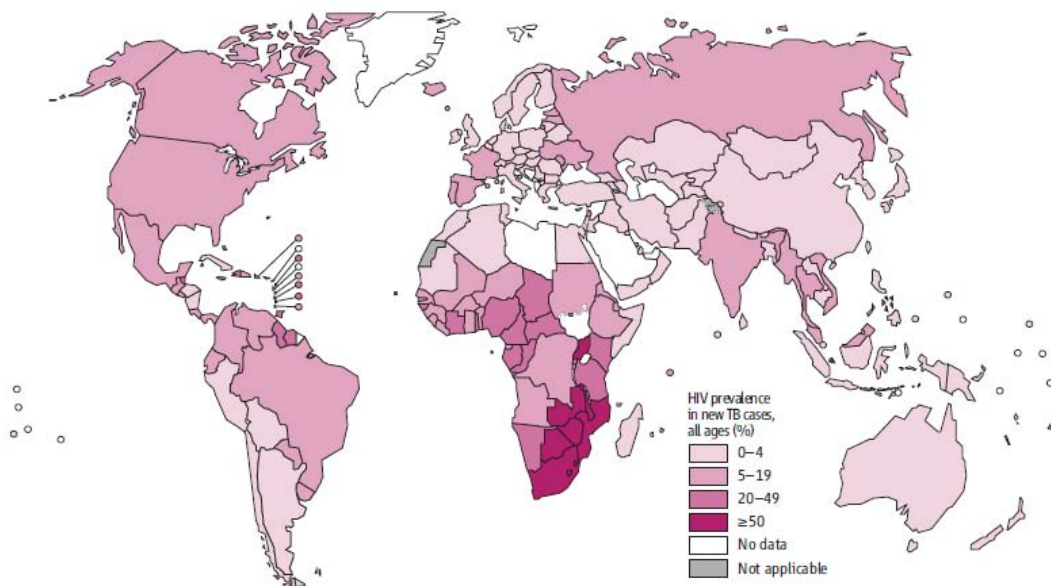 HIV prevalence
in new TB cases,
all ages (%)
0–4
5–19
20–49
≥50
No data
Not applicable